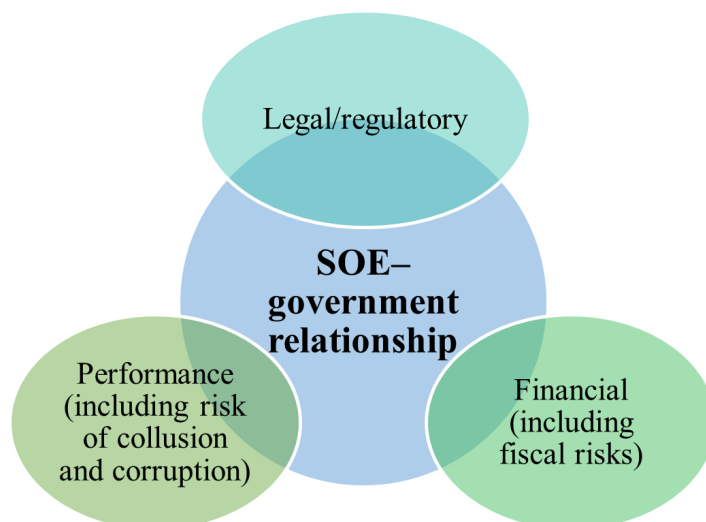 Legal/regulatory
SOE–
government
relationship
Performance
(including risk
of collusion
and corruption)
Financial
(including
fiscal risks)